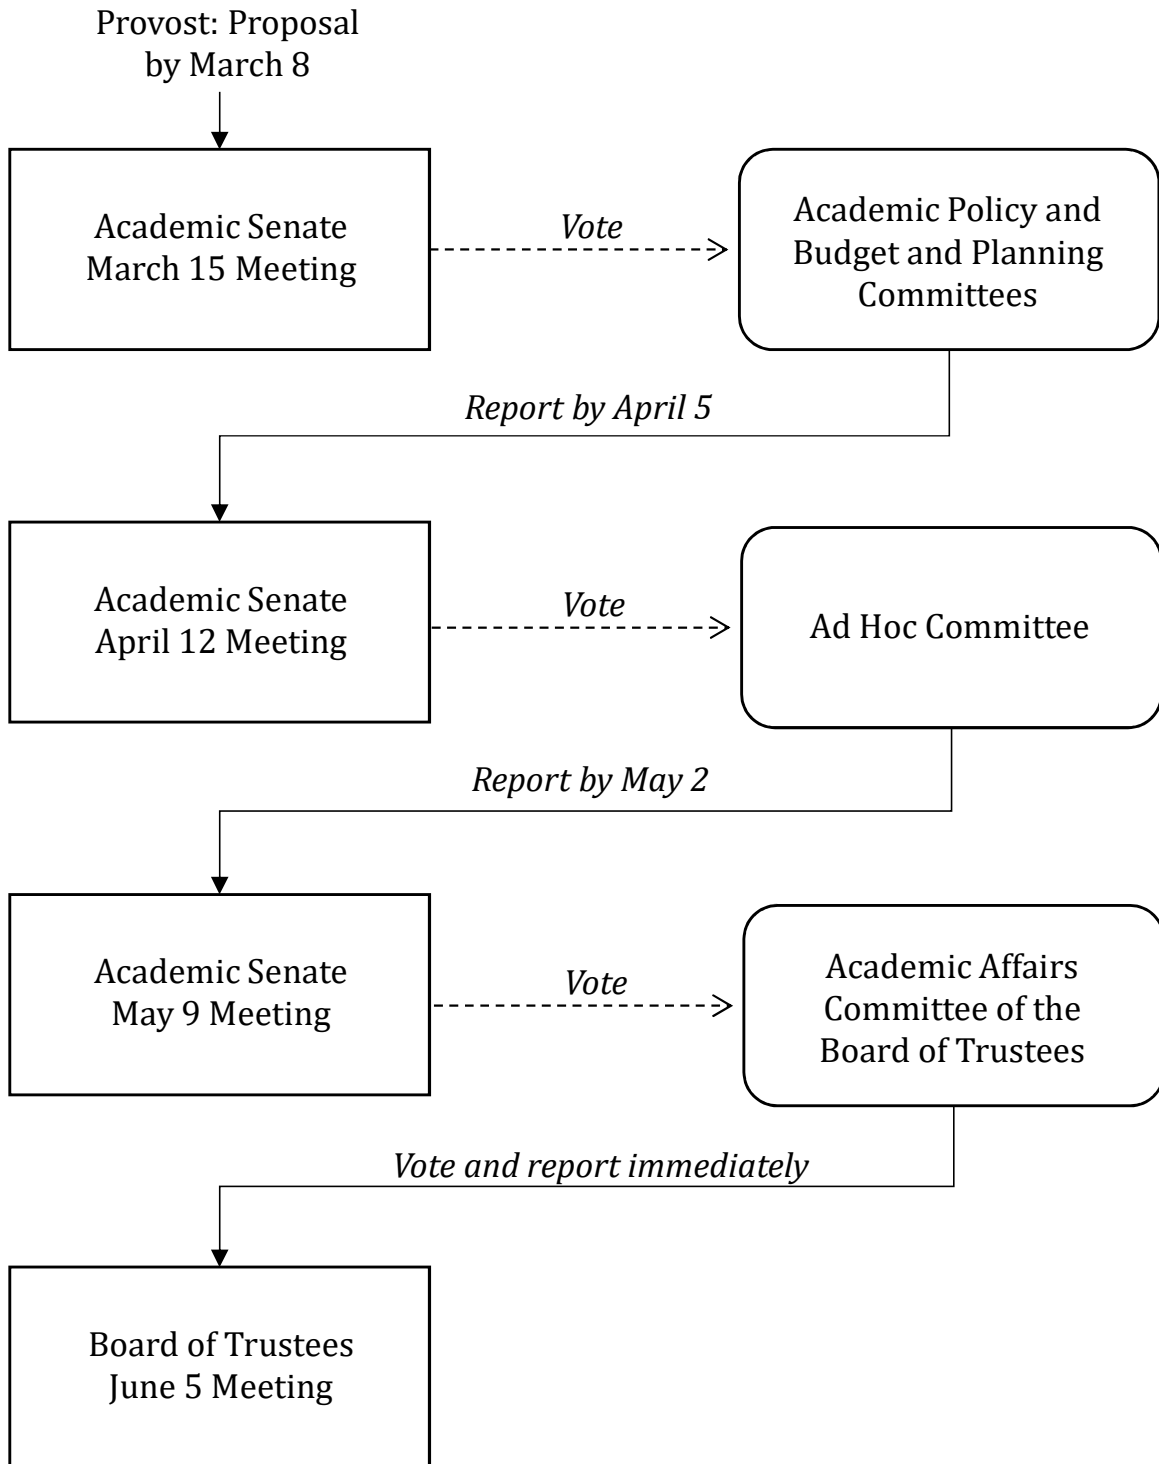 Provost: Proposal
by March 8
Academic Senate
March 15 Meeting
Vote
Academic Policy and
Budget and Planning
Committees
Report by April 5
Academic Senate
April 12 Meeting
Vote
Ad Hoc Committee
Report by May 2
Academic Senate
May 9 Meeting
Vote
Academic Affairs
Committee of the
Board of Trustees
Vote and report immediately
Board of Trustees
June 5 Meeting